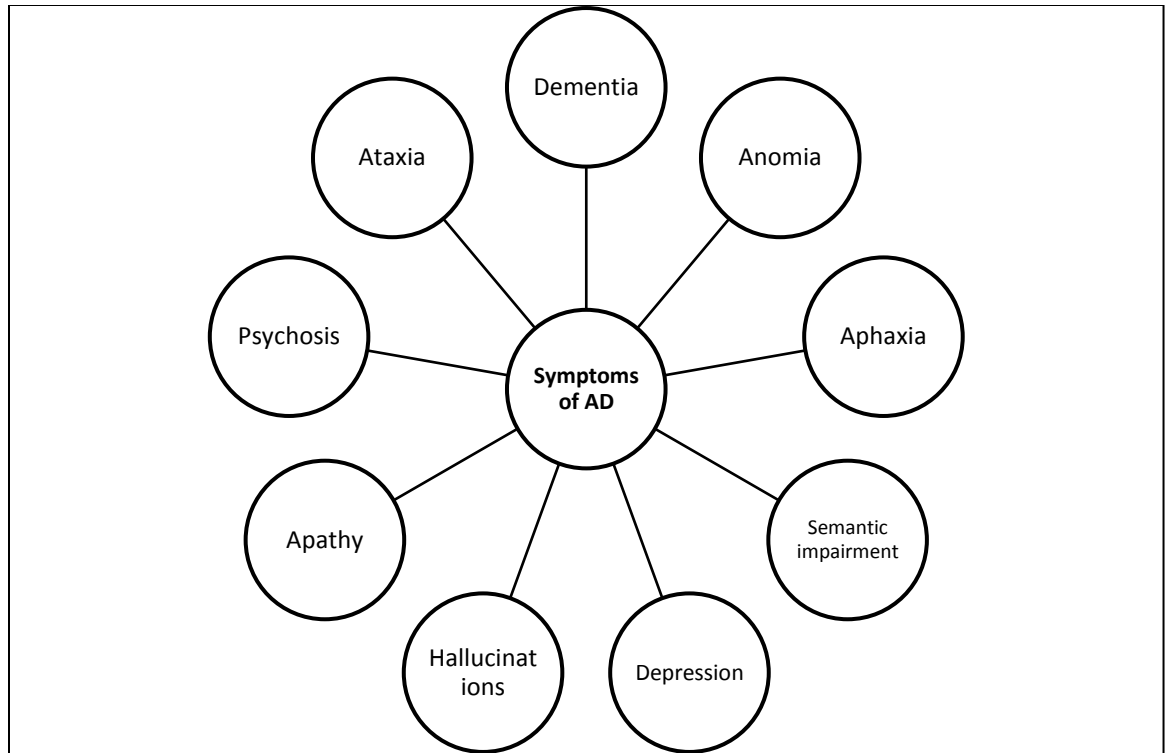 Dementia
Anomia
Aphaxia
Semantic
impairment
Depression
Hallucinat
ions
Apathy
Psychosis
Ataxia
Symptoms
of AD